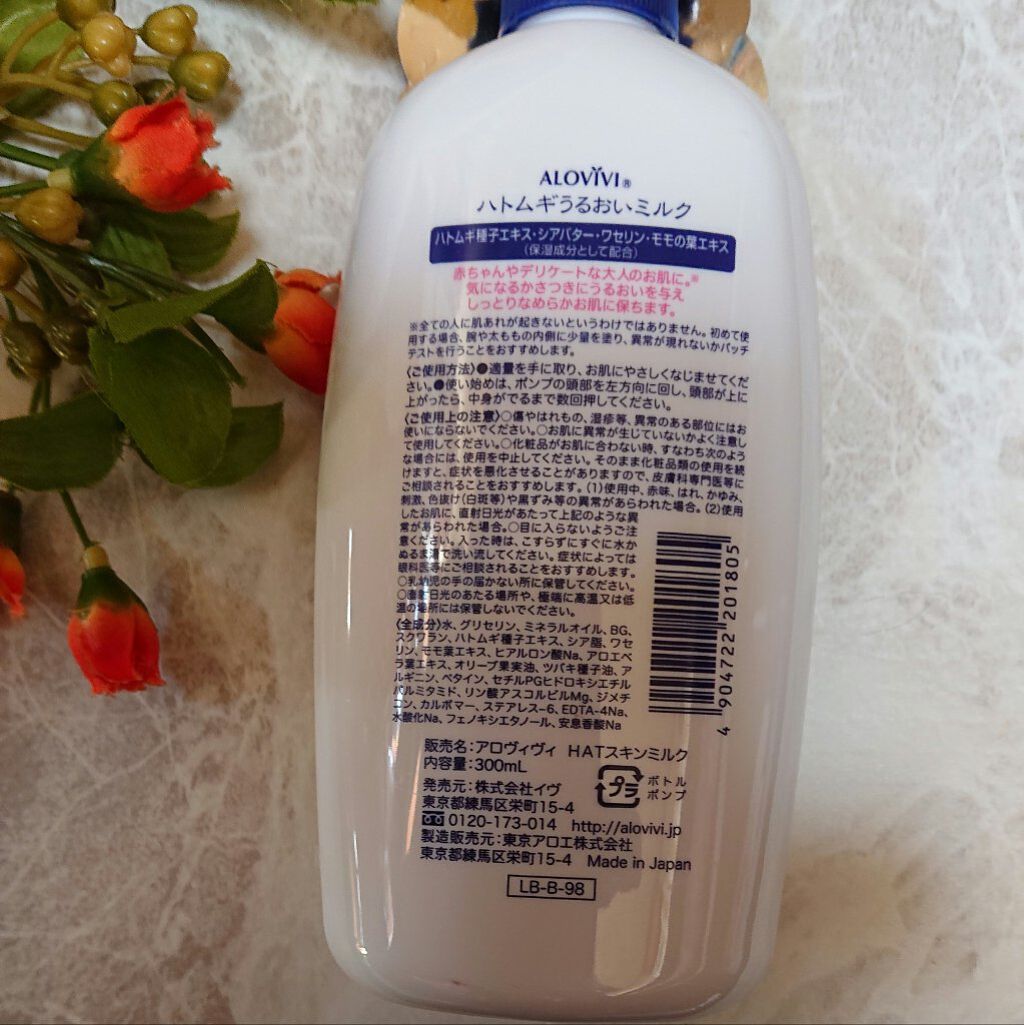 ALOVIVI®
ハトムギうるおいミルク
ハトムギ種子エキス・シアバター・ワセリン・モモの葉エキス
（保湿成分として配合）
赤ちゃんやデリケートな大人のお肌に。※
気になるかさつきにうるおいを与え
しっとりなめらかお肌に保ちます。
※全ての人に肌あれが起きないというわけではありません。初めて使
用する場合、腕や太ももの内側に少量を塗り、異常が現れないかパッチ
テストを行うことをおすすめします。
〈ご使用方法〉●適量を手に取り、お肌にやさしくなじませてくだ
さい。●使い始めは、ポンプの頭部を左方向に回し、頭部が上に
上がったら、中身がでるまで数回押してください。
〈ご使用上の注意〉○傷やはれもの、湿疹等、異常のある部位にはお
使いにならないでください。○お肌に異常が生じていないかよく注意し
て使用してください。○化粧品がお肌に合わない時、すなわち次のよう
な場合には、使用を中止してください。そのまま化粧品類の使用を続
けますと、症状を悪化させることがありますので、皮膚科専門医等に
ご相談されることをおすすめします。(1)使用中、赤味、はれ、かゆみ、
刺激、色抜け(白斑等)や黒ずみ等の異常があらわれた場合。(2)使用
したお肌に、直射日光があたって上記のような異
常があらわれた場合。○目に入らないようご注
意ください。入った時は、こすらずにすぐに水か
ぬるま湯で洗い流してください。症状によっては
眼科医等にご相談されることをおすすめします。
○乳幼児の手の届かない所に保管してください。
○直射日光のあたる場所や、極端に高温又は低
温の場所には保管しないでください。
〈全成分〉水、グリセリン、ミネラルオイル、BG、
スクワラン、ハトムギ種子エキス、シア脂、ワセ
リン、モモ葉エキス、ヒアルロン酸Na、アロエベ
ラ葉エキス、オリーブ果実油、ツバキ種子油、ア
ルギニン、ベタイン、セチルPGヒドロキシエチル
パルミタミド、リン酸アスコルビルMg、ジメチ
コン、カルボマー、ステアレス-6、EDTA-4Na、
水酸化Na、フェノキシエタノール、安息香酸Na
4 904722 201805
販売名：アロヴィヴィ HATスキンミルク
内容量：300mL
プラ ボトル
ポンプ
発売元：株式会社イヴ
東京都練馬区栄町15-4
0120-173-014 http://alovivi.jp
製造販売元：東京アロエ株式会社
東京都練馬区栄町15-4 Made in Japan
LB-B-98